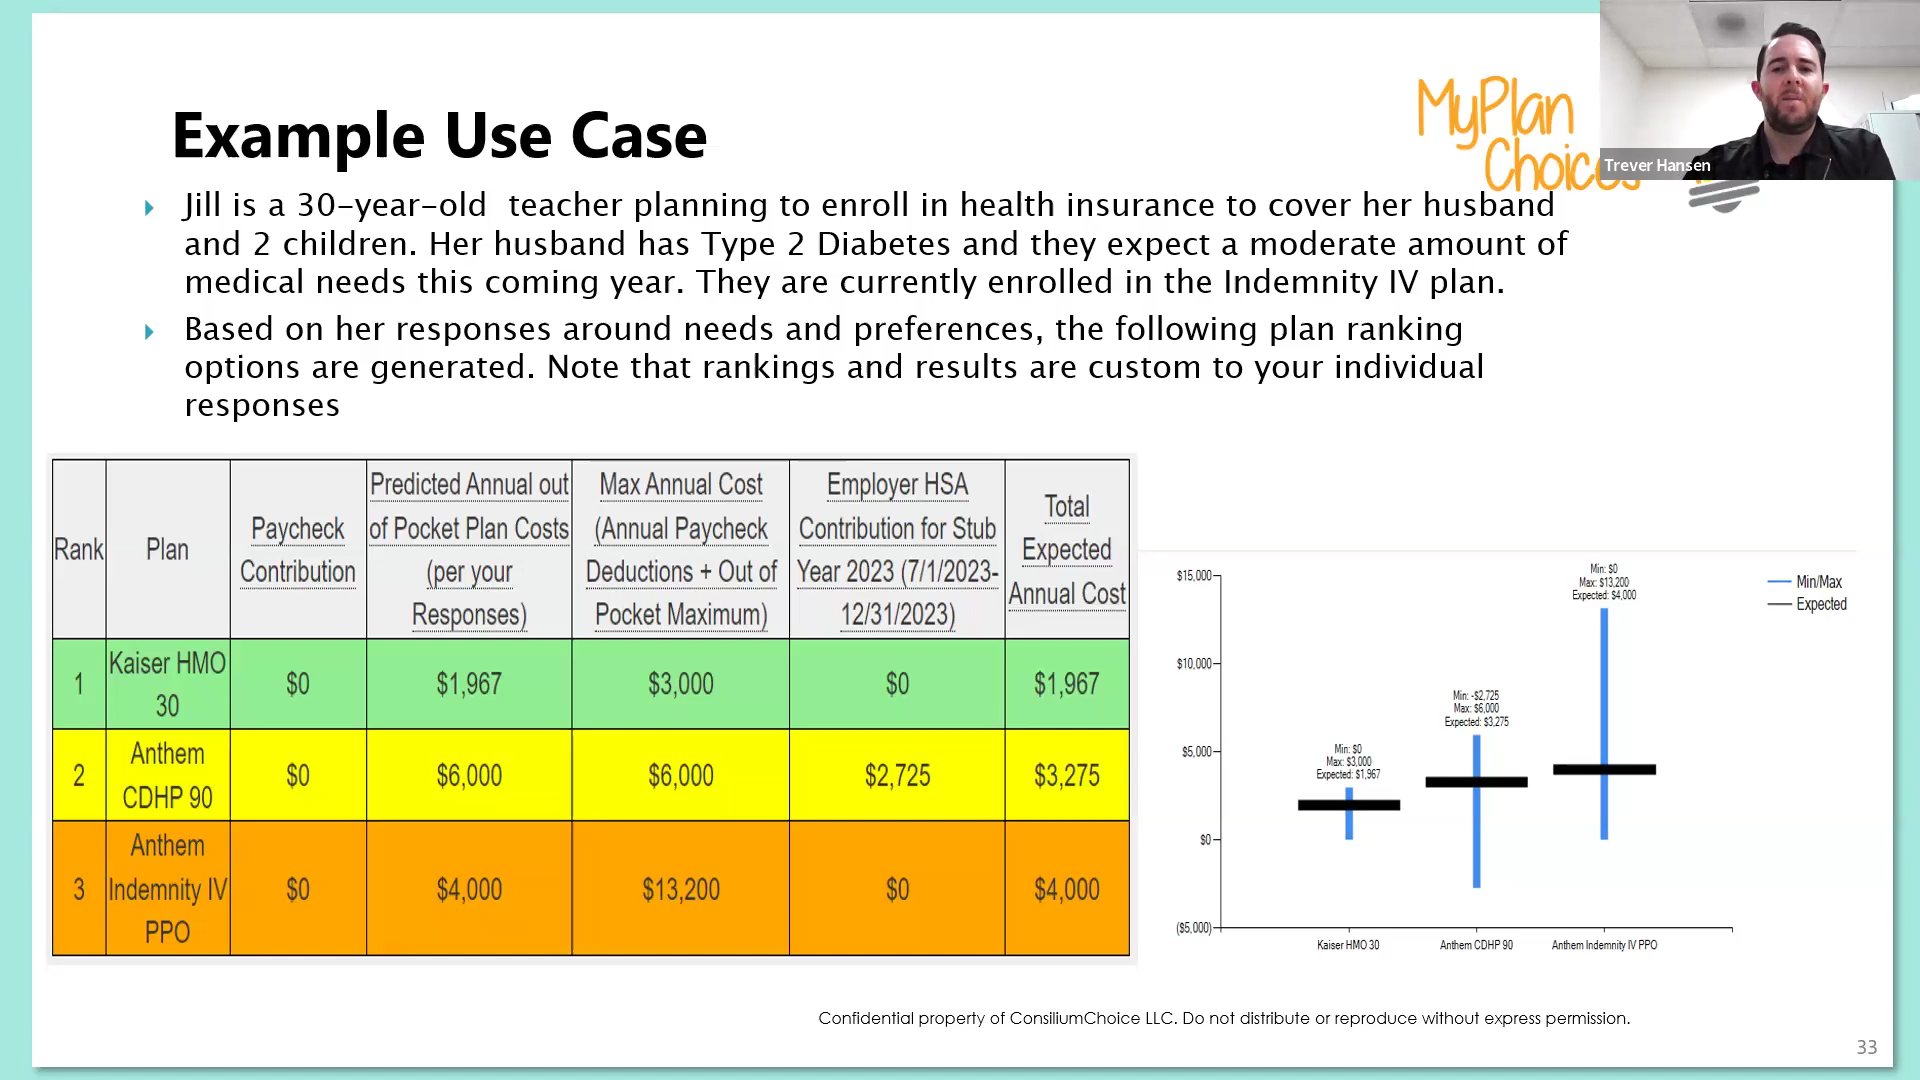 MyPlan
Choices
Trever Hansen
Example Use Case
Jill is a 30-year-old teacher planning to enroll in health insurance to cover her husband
and 2 children. Her husband has Type 2 Diabetes and they expect a moderate amount of
medical needs this coming year. They are currently enrolled in the Indemnity IV plan.
Based on her responses around needs and preferences, the following plan ranking
options are generated. Note that rankings and results are custom to your individual
responses
Rank
Plan
Paycheck
Contribution
Predicted Annual out
of Pocket Plan Costs
(per your
Responses)
Max Annual Cost
(Annual Paycheck
Deductions + Out of
Pocket Maximum)
Employer HSA
Contribution for Stub
Year 2023 (7/1/2023-
12/31/2023)
Total
Expected
Annual Cost
1
Kaiser HMO
30
$0
$1,967
$3,000
$0
$1,967
2
Anthem
CDHP 90
$0
$6,000
$6,000
$2,725
$3,275
3
Anthem
Indemnity IV
PPO
$0
$4,000
$13,200
$0
$4,000
$15,000
$10,000
$5,000
$0
($5,000)
Min: $0
Max: $3,000
Expected: $1,967
Min: -$2,725
Max: $6,000
Expected: $3,275
Min: $0
Max: $13,200
Expected: $4,000
Min/Max
Expected
Kaiser HMO 30
Anthem CDHP 90
Anthem Indemnity IV PPO
Confidential property of ConsiliumChoice LLC. Do not distribute or reproduce without express permission.
33